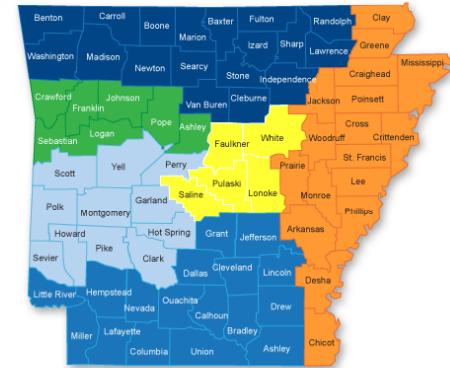 Benton
Carroll
Boone
Baxter
Fulton
Randolph
Clay
Marion
Izard
Sharp
Lawrence
Greene
Washington
Madison
Newton
Searcy
Stone
Independence
Craighead
Mississippi
Van Buren
Cleburne
Jackson
Poinsett
Crawford
Franklin
Johnson
Pope
Ashley
Sebastian
Logan
Faulkner
White
Woodruff
Cross
Crittenden
St. Francis
Scott
Yell
Perry
Pulaski
Saline
Lonoke
Prairie
Lee
Monroe
Phillips
Polk
Montgomery
Garland
Hot Spring
Grant
Jefferson
Arkansas
Howard
Sevier
Pike
Clark
Dallas
Cleveland
Lincoln
Desha
Little River
Hempstead
Nevada
Ouachita
Calhoun
Drew
Bradley
Miller
Lafayette
Columbia
Union
Ashley
Chicot